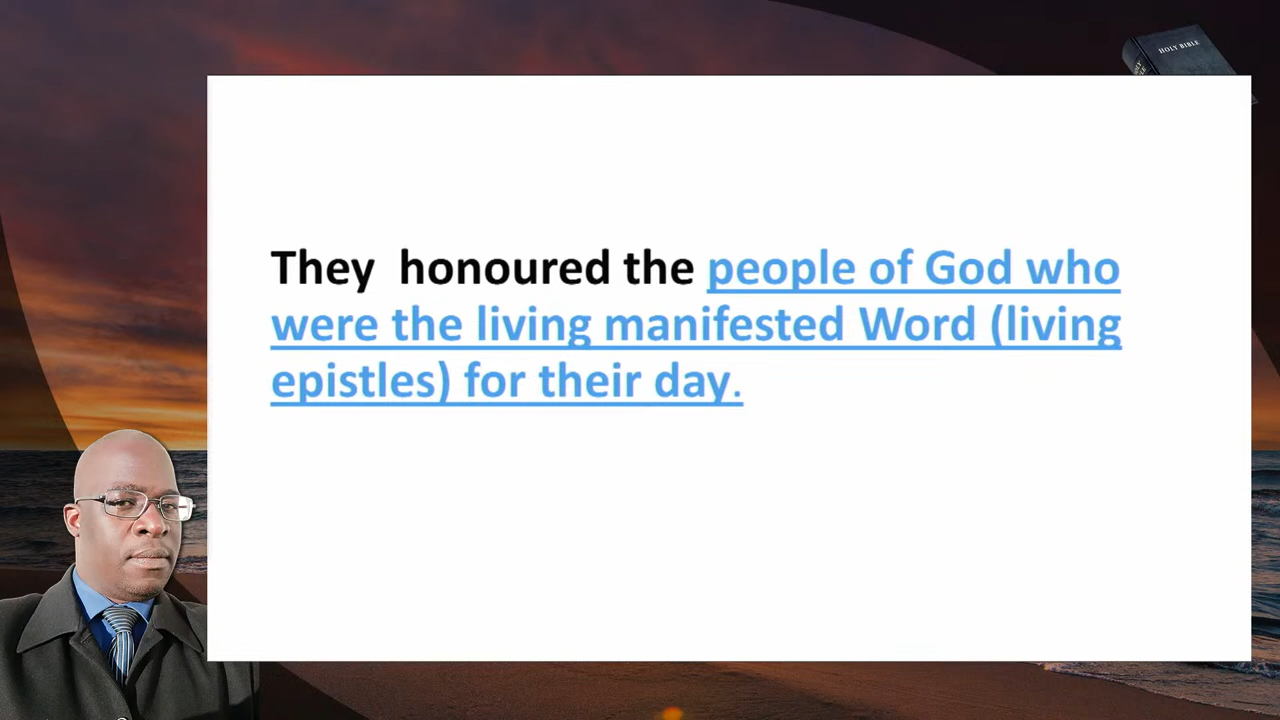 HOLY BIBLE
They  honoured the people of God who
were the living manifested Word (living
epistles) for their day.